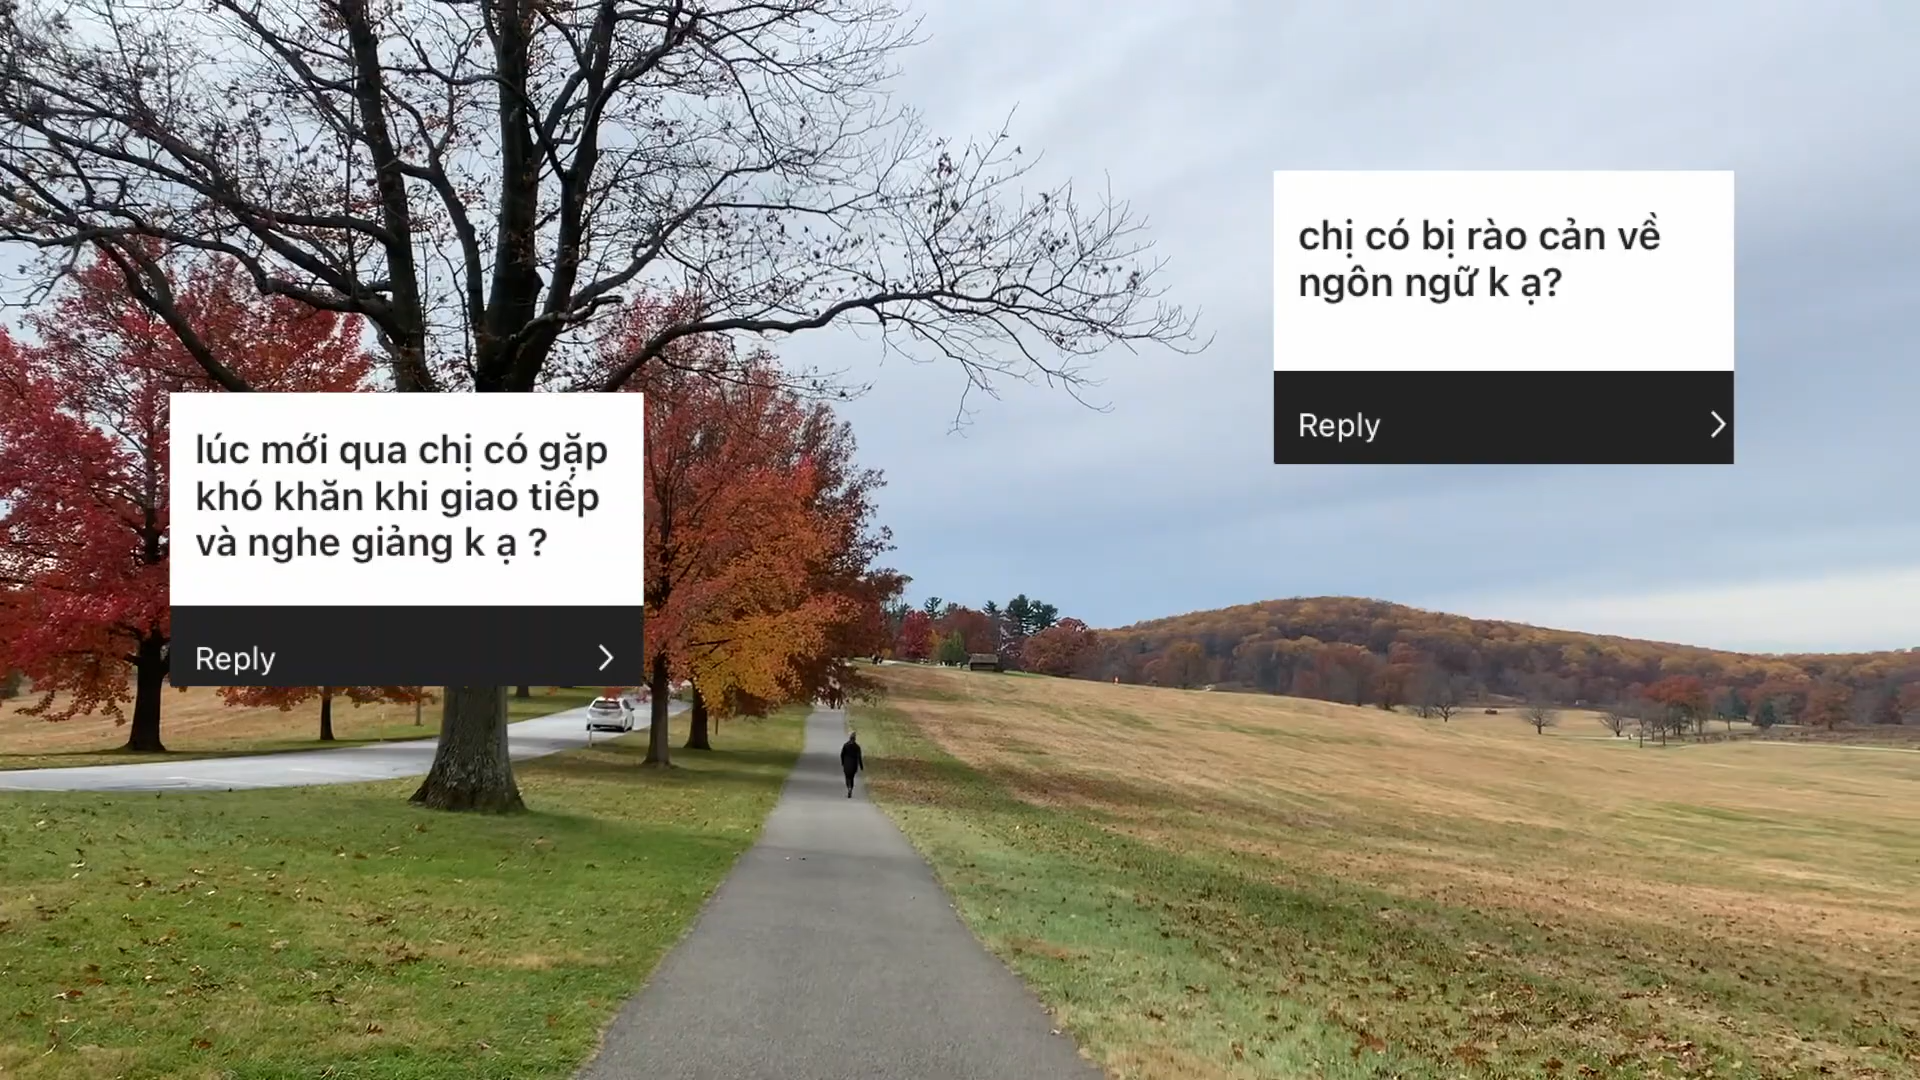 lúc mới qua chị có gặp
khó khăn khi giao tiếp
và nghe giảng k ạ ?
Reply
chị có bị rào cản về
ngôn ngữ k ạ?
Reply